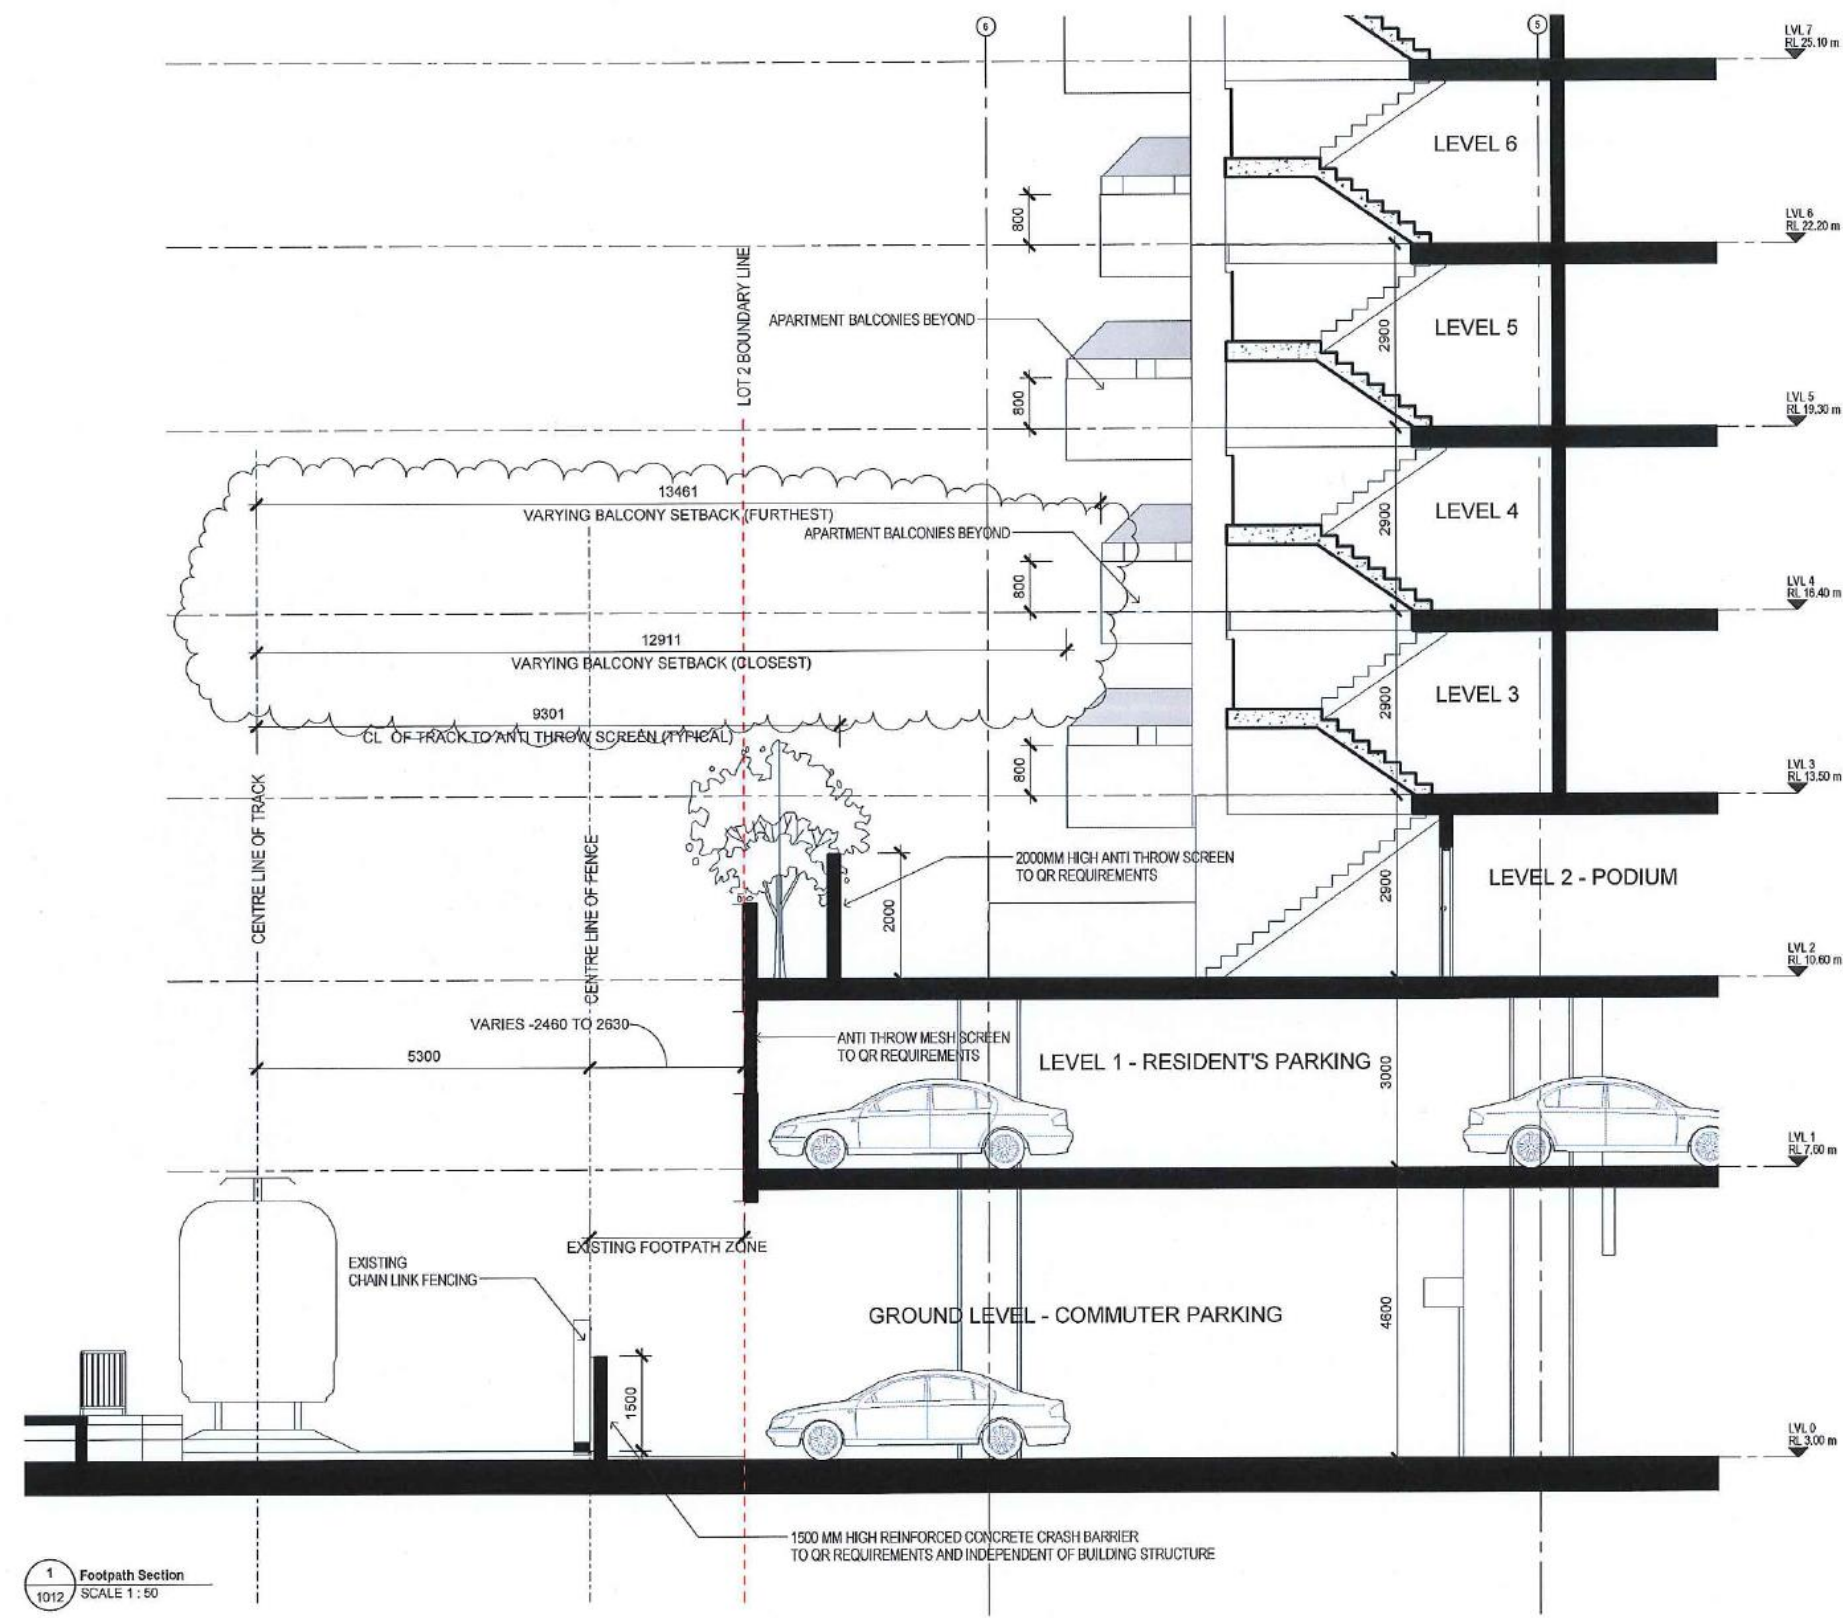 6
5
LVL 7
RL 25.10 m
LEVEL 6
800
LVL 6
RL 22.20 m
LOT 2 BOUNDARY LINE
APARTMENT BALCONIES BEYOND
LEVEL 5
2900
800
LVL 5
RL 19.30 m
13461
VARYING BALCONY SETBACK (FURTHEST)
APARTMENT BALCONIES BEYOND
LEVEL 4
2900
800
LVL 4
RL 16.40 m
12911
VARYING BALCONY SETBACK (CLOSEST)
LEVEL 3
2900
9301
CL OF TRACK TO ANTI THROW SCREEN (TYPICAL)
800
LVL 3
RL 13.50 m
CENTRE LINE OF TRACK
CENTRE LINE OF FENCE
2000MM HIGH ANTI THROW SCREEN
TO QR REQUIREMENTS
2000
2900
LEVEL 2 - PODIUM
LVL 2
RL 10.60 m
VARIES -2460 TO 2630
5300
ANTI THROW MESH SCREEN
TO QR REQUIREMENTS
LEVEL 1 - RESIDENT'S PARKING
3000
LVL 1
RL 7.60 m
EXISTING FOOTPATH ZONE
EXISTING
CHAIN LINK FENCING
GROUND LEVEL - COMMUTER PARKING
4600
1500
LVL 0
RL 3.00 m
1500 MM HIGH REINFORCED CONCRETE CRASH BARRIER
TO QR REQUIREMENTS AND INDEPENDENT OF BUILDING STRUCTURE
1
1012
Footpath Section
SCALE 1 : 50